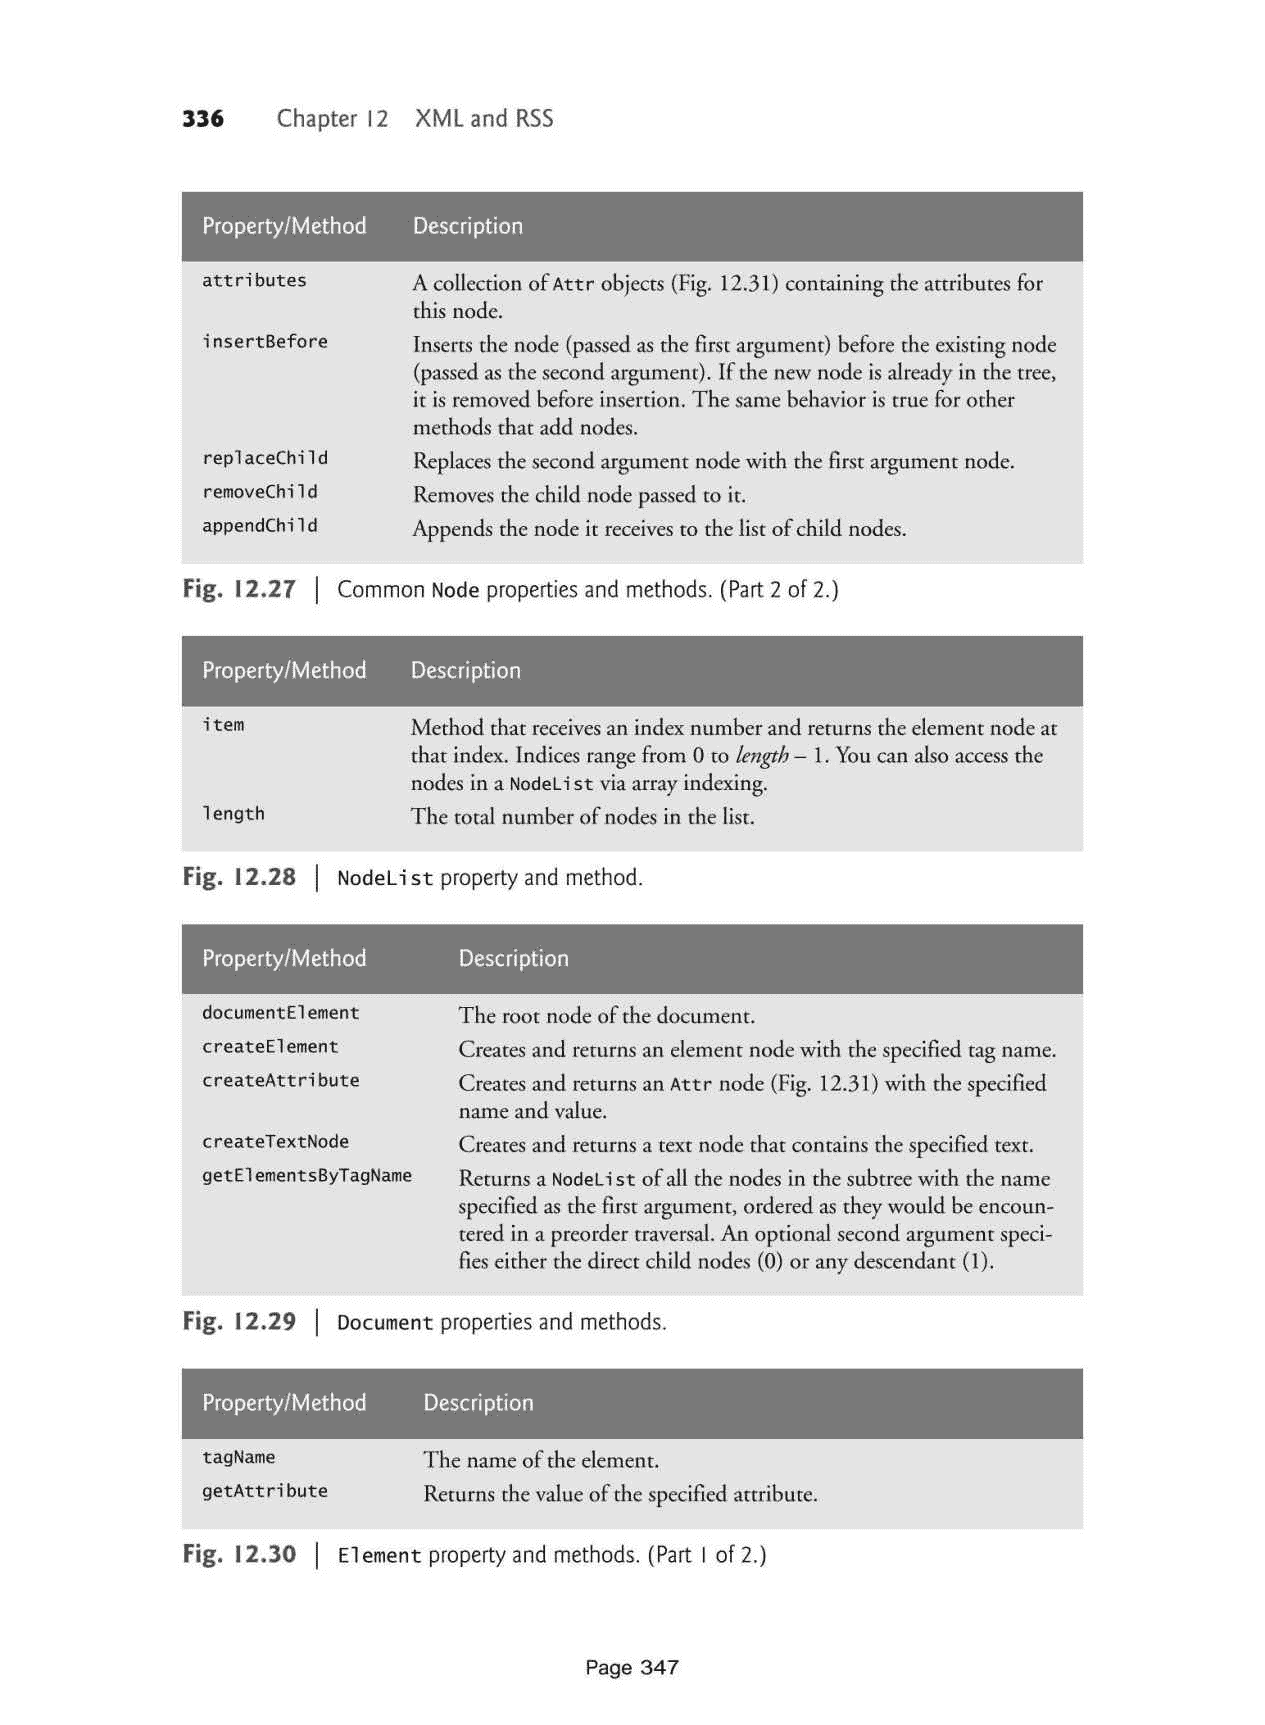 336 Chapter 12 XML and RSS
Property/Method Description
attributes A collection of Attr objects (Fig. 12.31) containing the attributes for
this node.
insertBefore Inserts the node (passed as the first argument) before the existing node
(passed as the second argument). If the new node is already in the tree,
it is removed before insertion. The same behavior is true for other
methods that add nodes.
replaceChild Replaces the second argument node with the first argument node.
removeChild Removes the child node passed to it.
appendChild Appends the node it receives to the list of child nodes.
Fig. 12.27 | Common Node properties and methods. (Part 2 of 2.)
Property/Method Description
item Method that receives an index number and returns the element node at
that index. Indices range from 0 to length – 1. You can also access the
nodes in a NodeList via array indexing.
length The total number of nodes in the list.
Fig. 12.28 | NodeList property and method.
Property/Method Description
documentElement The root node of the document.
createElement Creates and returns an element node with the specified tag name.
createAttribute Creates and returns an Attr node (Fig. 12.31) with the specified
name and value.
createTextNode Creates and returns a text node that contains the specified text.
getElementsByTagName Returns a NodeList of all the nodes in the subtree with the name
specified as the first argument, ordered as they would be encoun-
tered in a preorder traversal. An optional second argument speci-
fies either the direct child nodes (0) or any descendant (1).
Fig. 12.29 | Document properties and methods.
Property/Method Description
tagName The name of the element.
getAttribute Returns the value of the specified attribute.
Fig. 12.30 | Element property and methods. (Part 1 of 2.)
Page 347